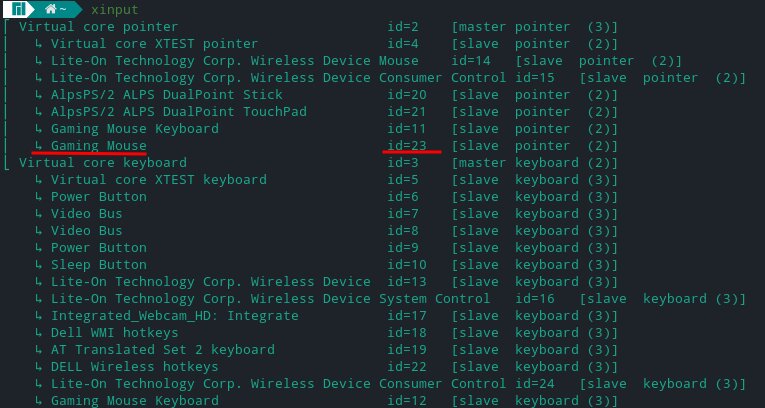 ~ xinput
⎡ Virtual core pointer id=2 [master pointer (3)]
⎜ ↳ Virtual core XTEST pointer id=4 [slave pointer (2)]
⎜ ↳ Lite-On Technology Corp. Wireless Device Mouse id=14 [slave pointer (2)]
⎜ ↳ Lite-On Technology Corp. Wireless Device Consumer Control id=15 [slave pointer (2)]
⎜ ↳ AlpsPS/2 ALPS DualPoint Stick id=20 [slave pointer (2)]
⎜ ↳ AlpsPS/2 ALPS DualPoint TouchPad id=21 [slave pointer (2)]
⎜ ↳ Gaming Mouse Keyboard id=11 [slave pointer (2)]
⎜ ↳ Gaming Mouse id=23 [slave pointer (2)]
⎣ Virtual core keyboard id=3 [master keyboard (2)]
↳ Virtual core XTEST keyboard id=5 [slave keyboard (3)]
↳ Power Button id=6 [slave keyboard (3)]
↳ Video Bus id=7 [slave keyboard (3)]
↳ Video Bus id=8 [slave keyboard (3)]
↳ Power Button id=9 [slave keyboard (3)]
↳ Sleep Button id=10 [slave keyboard (3)]
↳ Lite-On Technology Corp. Wireless Device id=13 [slave keyboard (3)]
↳ Lite-On Technology Corp. Wireless Device System Control id=16 [slave keyboard (3)]
↳ Integrated_Webcam_HD: Integrate id=17 [slave keyboard (3)]
↳ Dell WMI hotkeys id=18 [slave keyboard (3)]
↳ AT Translated Set 2 keyboard id=19 [slave keyboard (3)]
↳ DELL Wireless hotkeys id=22 [slave keyboard (3)]
↳ Lite-On Technology Corp. Wireless Device Consumer Control id=24 [slave keyboard (3)]
↳ Gaming Mouse Keyboard id=12 [slave keyboard (3)]